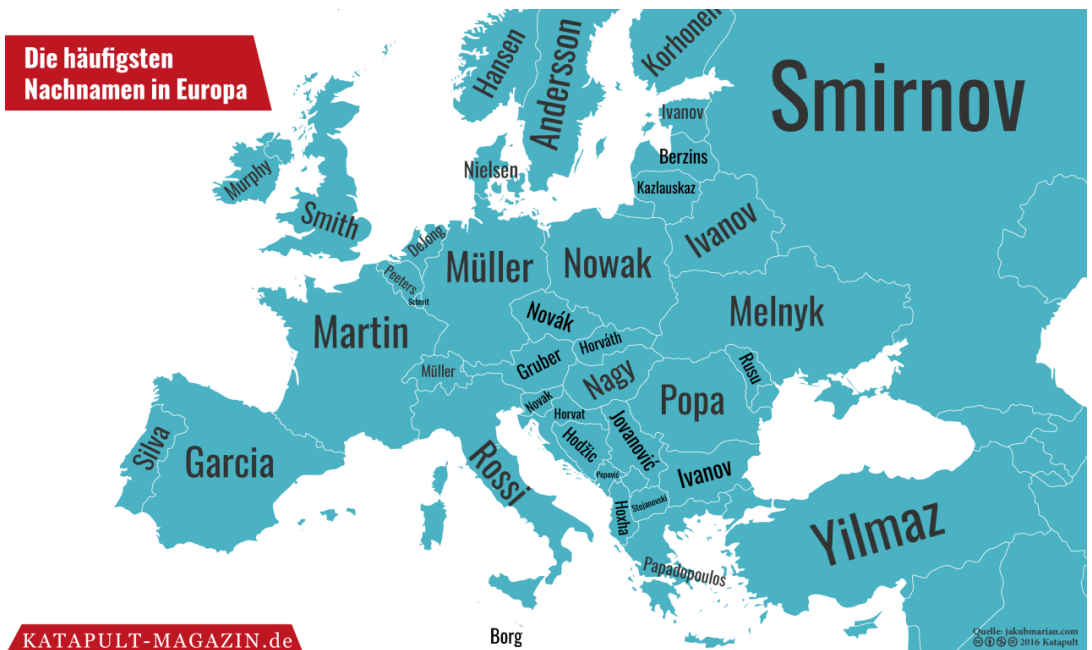 Die häufigsten
Nachnamen in Europa
Hansen
Andersson
Korhonen
Smirnov
Ivanov
Berzins
Kazlauskaz
Nielsen
Murphy
Smith
DeJong
Peeters
Schmit
Müller
Nowak
Ivanov
Melnyk
Martin
Novák
Horváth
Gruber
Müller
Nagy
Rusu
Popa
Novak
Horvat
Hodžic
Jovanović
Popović
Ivanov
Silva
Garcia
Rossi
Hoxha
Stojanovski
Yilmaz
Papadopoulos
Borg
KATAPULT-MAGAZIN.de
Quelle: jakubmarian.com
2016 Katapult